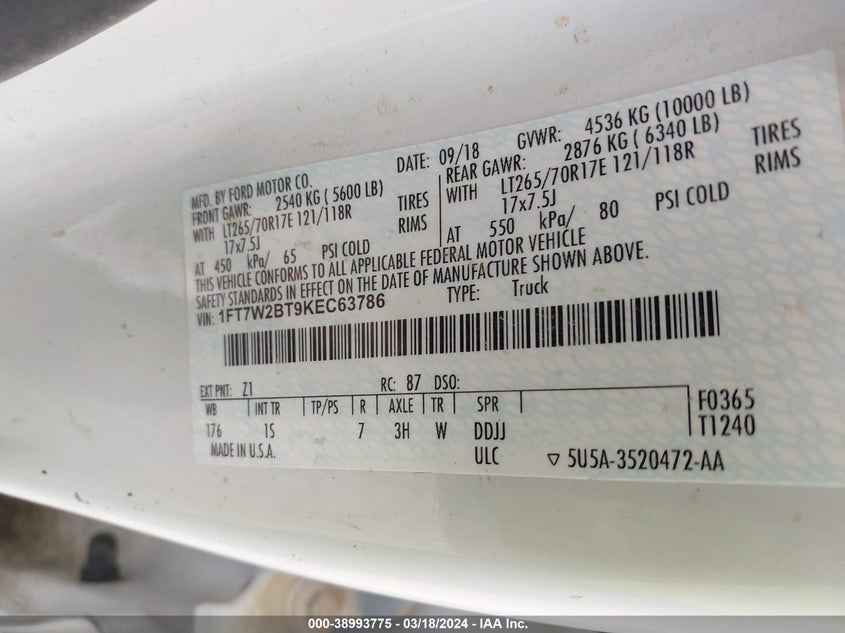 MFD. BY FORD MOTOR CO.
DATE: 09/18 GVWR: 4536 KG (10000 LB)
FRONT GAWR: 2540 KG ( 5600 LB)
REAR GAWR: 2876 KG ( 6340 LB)
WITH LT265/70R17E 121/118R TIRES
WITH LT265/70R17E 121/118R TIRES
17x7.5J RIMS
17x7.5J RIMS
AT 450 kPa/ 65 PSI COLD
AT 550 kPa/ 80 PSI COLD
THIS VEHICLE CONFORMS TO ALL APPLICABLE FEDERAL MOTOR VEHICLE
SAFETY STANDARDS IN EFFECT ON THE DATE OF MANUFACTURE SHOWN ABOVE.
VIN: 1FT7W2BT9KEC63786 TYPE: Truck
EXT PNT: Z1 RC: 87 DSO:
WB INT TR TP/PS R AXLE TR SPR F0365
176 1S 7 3H W DDJJ T1240
MADE IN U.S.A. ULC ▽ 5U5A-3520472-AA
000-38993775 - 03/18/2024 - IAA Inc.